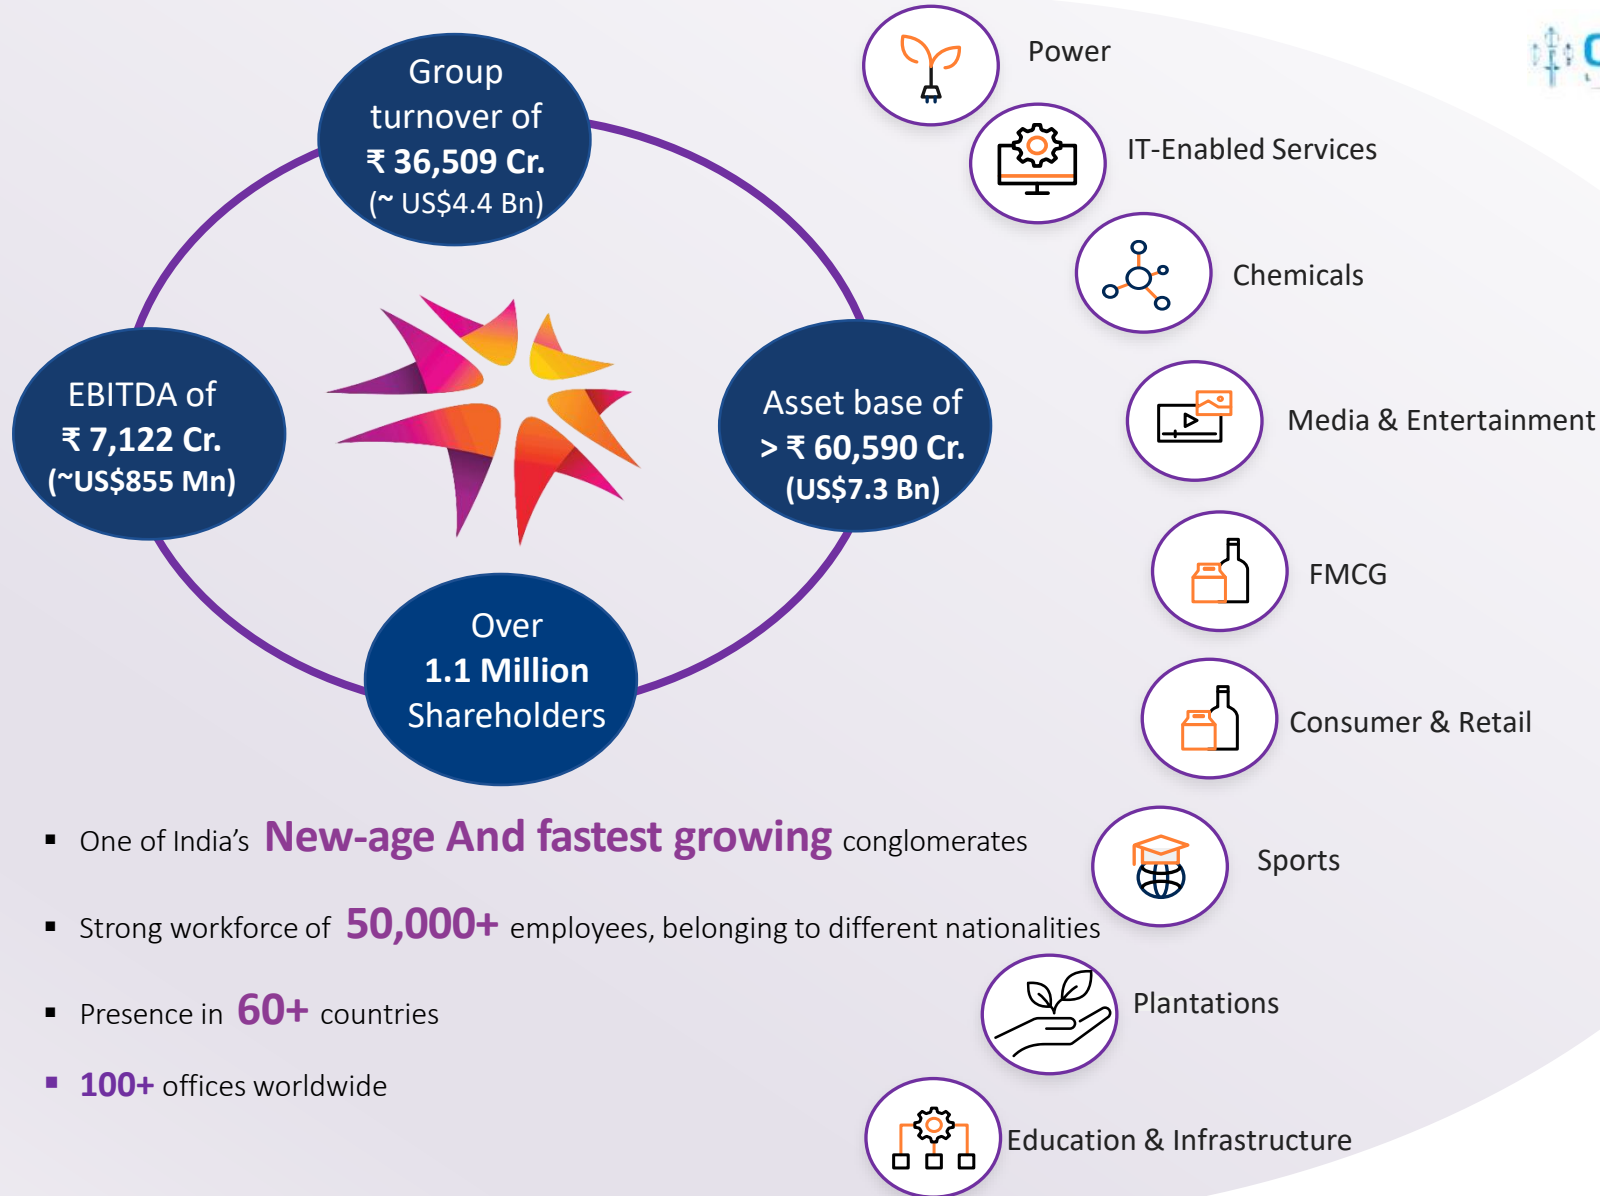 Group
turnover of
₹ 36,509 Cr.
(~ US$4.4 Bn)
EBITDA of
₹ 7,122 Cr.
(~US$855 Mn)
Asset base of
> ₹ 60,590 Cr.
(US$7.3 Bn)
Over
1.1 Million
Shareholders
▪ One of India’s New-age And fastest growing conglomerates
▪ Strong workforce of 50,000+ employees, belonging to different nationalities
▪ Presence in 60+ countries
▪ 100+ offices worldwide
Power
IT-Enabled Services
Chemicals
Media & Entertainment
FMCG
Consumer & Retail
Sports
Plantations
Education & Infrastructure